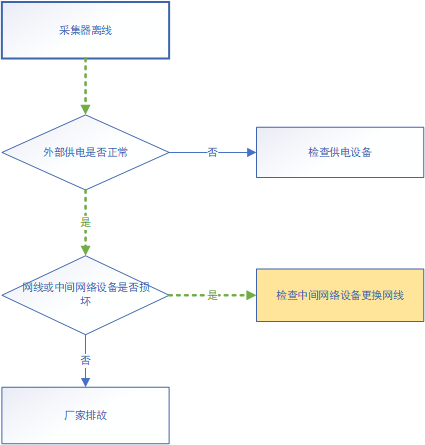 采集器离线
外部供电是否正常
否
检查供电设备
是
网线或中间网络设备是否损
坏
是
检查中间网络设备更换网线
否
厂家排故